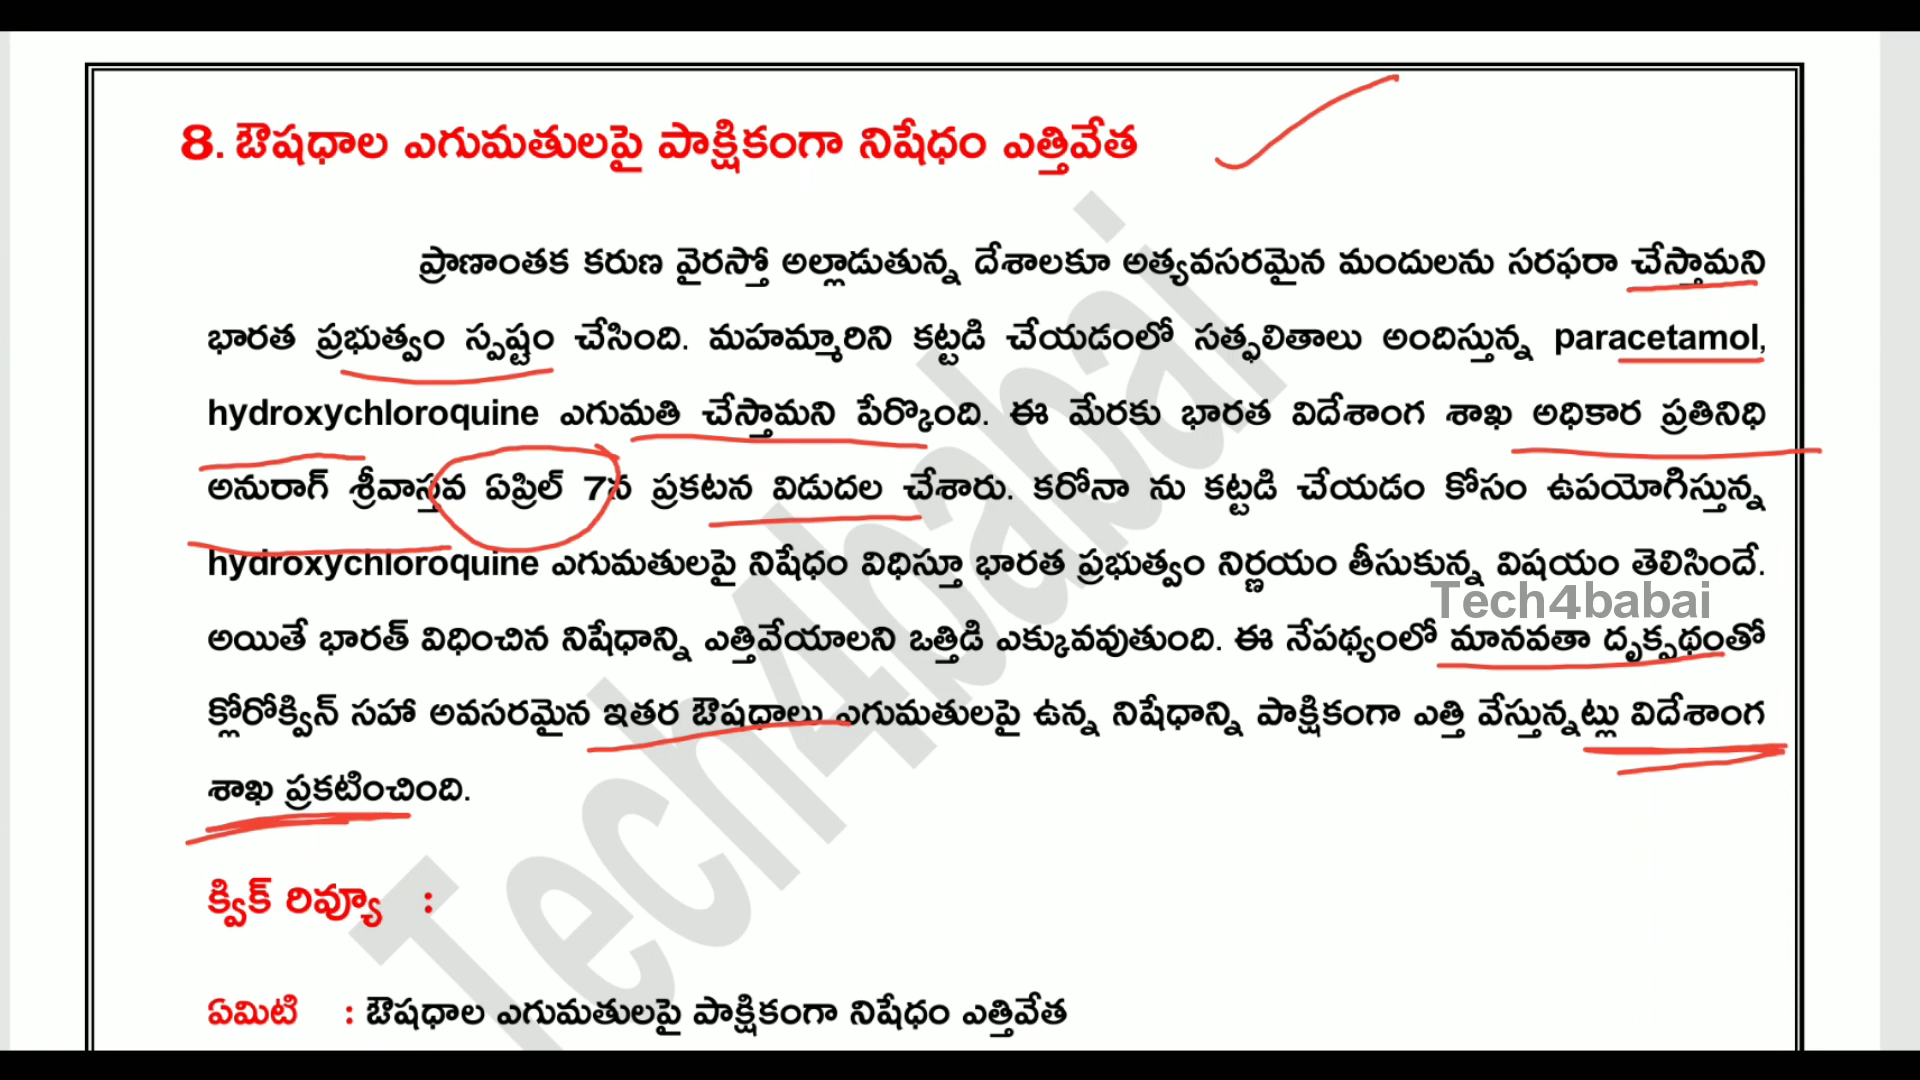 8. ఔషధాల ఎగుమతులపై పాక్షికంగా నిషేధం ఎత్తివేత
ప్రాణాంతక కరుణ వైరస్తో అల్లాడుతున్న దేశాలకూ అత్యవసరమైన మందులను సరఫరా చేస్తామని
భారత ప్రభుత్వం స్పష్టం చేసింది. మహమ్మారిని కట్టడి చేయడంలో సత్ఫలితాలు అందిస్తున్న paracetamol,
hydroxychloroquine ఎగుమతి చేస్తామని పేర్కొంది. ఈ మేరకు భారత విదేశాంగ శాఖ అధికార ప్రతినిధి
అనురాగ్ శ్రీవాస్తవ ఏప్రిల్ 7న ప్రకటన విడుదల చేశారు. కరోనా ను కట్టడి చేయడం కోసం ఉపయోగిస్తున్న
hydroxychloroquine ఎగుమతులపై నిషేధం విధిస్తూ భారత ప్రభుత్వం నిర్ణయం తీసుకున్న విషయం తెలిసిందే.
Tech4babai
అయితే భారత్ విధించిన నిషేధాన్ని ఎత్తివేయాలని ఒత్తిడి ఎక్కువవుతుంది. ఈ నేపథ్యంలో మానవతా దృక్పథంతో
క్లోరోక్విన్ సహా అవసరమైన ఇతర ఔషధాలు ఎగుమతులపై ఉన్న నిషేధాన్ని పాక్షికంగా ఎత్తి వేస్తున్నట్లు విదేశాంగ
శాఖ ప్రకటించింది.
Tech4babai
క్విక్ రివ్యూ :
ఏమిటి : ఔషధాల ఎగుమతులపై పాక్షికంగా నిషేధం ఎత్తివేత